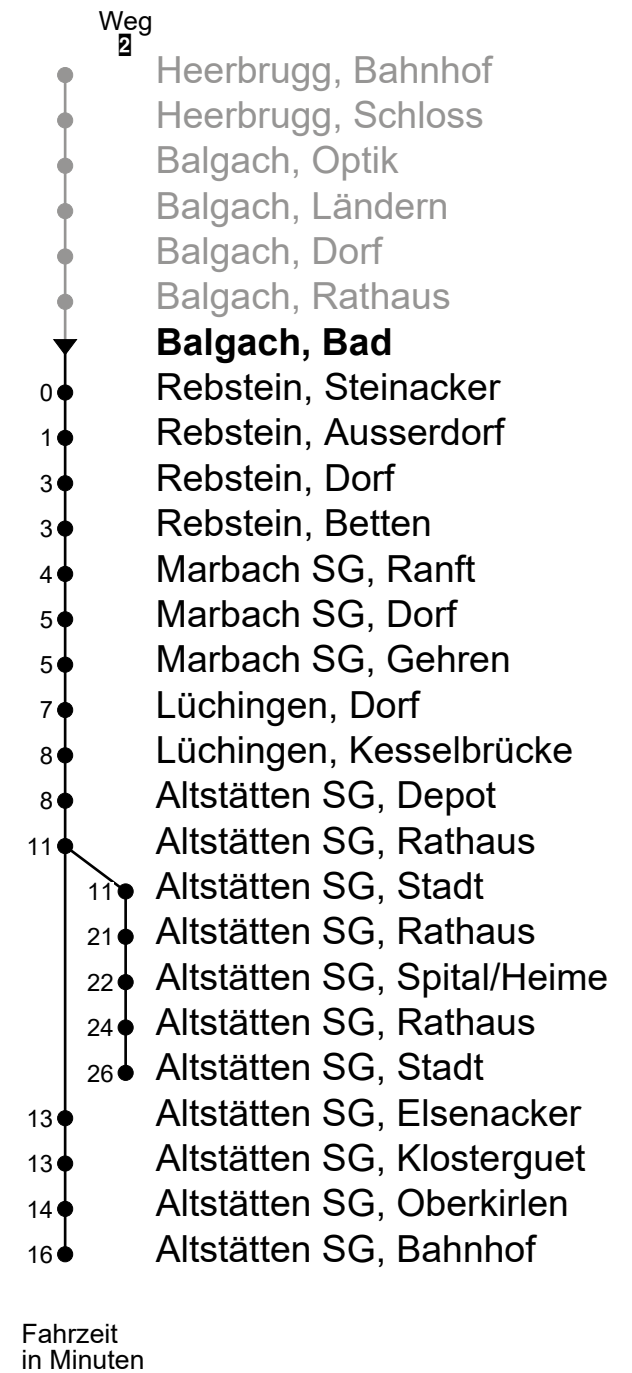 Weg
2
Heerbrugg, Bahnhof
Heerbrugg, Schloss
Balgach, Optik
Balgach, Ländern
Balgach, Dorf
Balgach, Rathaus
Balgach, Bad
0 Rebstein, Steinacker
1 Rebstein, Ausserdorf
3 Rebstein, Dorf
3 Rebstein, Betten
4 Marbach SG, Ranft
5 Marbach SG, Dorf
5 Marbach SG, Gehren
7 Lüchingen, Dorf
8 Lüchingen, Kesselbrücke
8 Altstätten SG, Depot
11 Altstätten SG, Rathaus
11 Altstätten SG, Stadt
21 Altstätten SG, Rathaus
22 Altstätten SG, Spital/Heime
24 Altstätten SG, Rathaus
26 Altstätten SG, Stadt
13 Altstätten SG, Elsenacker
13 Altstätten SG, Klosterguet
14 Altstätten SG, Oberkirlen
16 Altstätten SG, Bahnhof
Fahrzeit
in Minuten